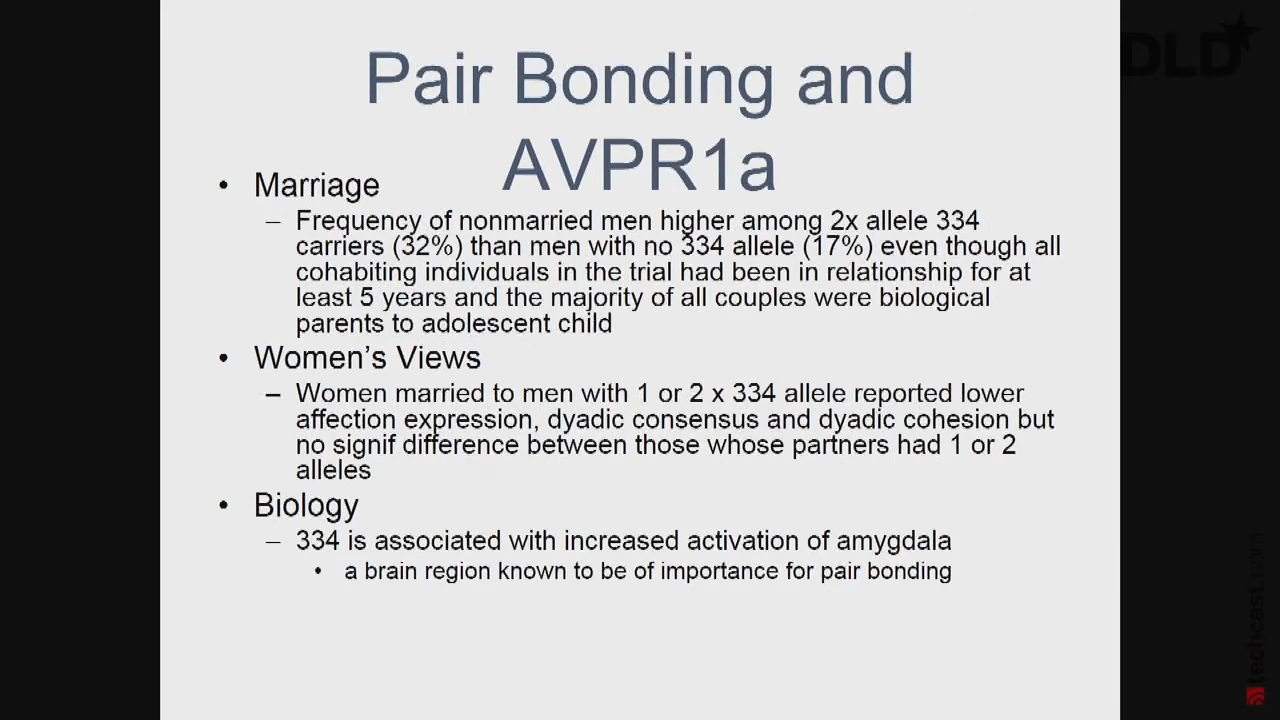 Pair Bonding and
AVPR1a
• Marriage
– Frequency of nonmarried men higher among 2x allele 334
carriers (32%) than men with no 334 allele (17%) even though all
cohabiting individuals in the trial had been in relationship for at
least 5 years and the majority of all couples were biological
parents to adolescent child
• Women's Views
– Women married to men with 1 or 2 x 334 allele reported lower
affection expression, dyadic consensus and dyadic cohesion but
no signif difference between those whose partners had 1 or 2
alleles
• Biology
– 334 is associated with increased activation of amygdala
• a brain region known to be of importance for pair bonding
DLD
techcast.com